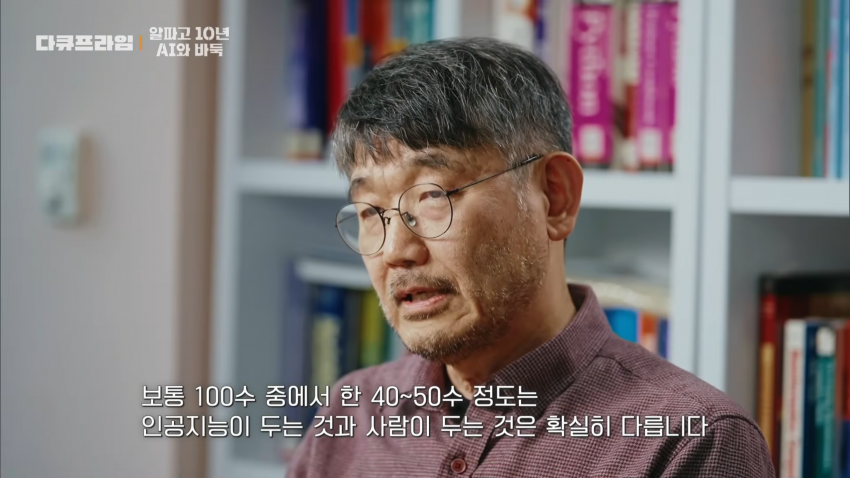 다큐프라임
알파고 10년
AI와 바둑
Python
보통 100수 중에서 한 40~50수 정도는
인공지능이 두는 것과 사람이 두는 것은 확실히 다릅니다